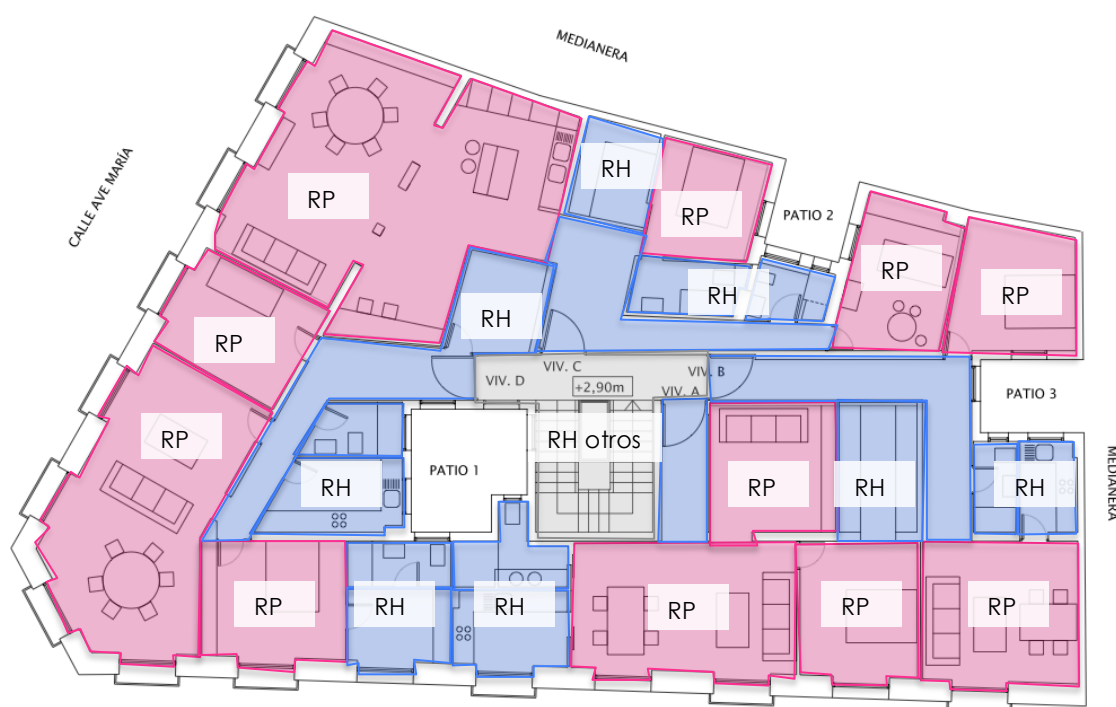 MEDIANERA
CALLE AVE MARÍA
RH
RP
RP
RP
PATIO 2
RP
RH
RP
RH
RP
VIV. C
VIV. D
VIV. B
+2,90m
VIV. A
PATIO 3
RP
RH otros
PATIO 1
RH
RP
RH
RH
MEDIANERA
RP
RH
RH
RP
RP
RP